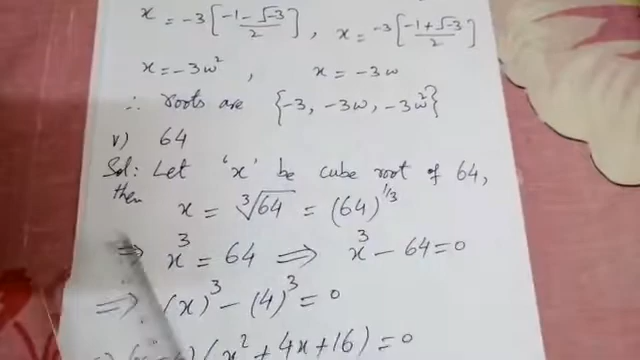 x = -3[(-1-√-3)/2], x = -3[(-1+√-3)/2]
x = -3ω², x = -3ω
∴ roots are {-3, -3ω, -3ω²}
v) 64
Sol: Let 'x' be cube root of 64,
then x = ∛64 = (64)^1/3
⇒ x³ = 64 ⇒ x³ - 64 = 0
⇒ (x)³ - (4)³ = 0
(x² + 4x + 16) = 0